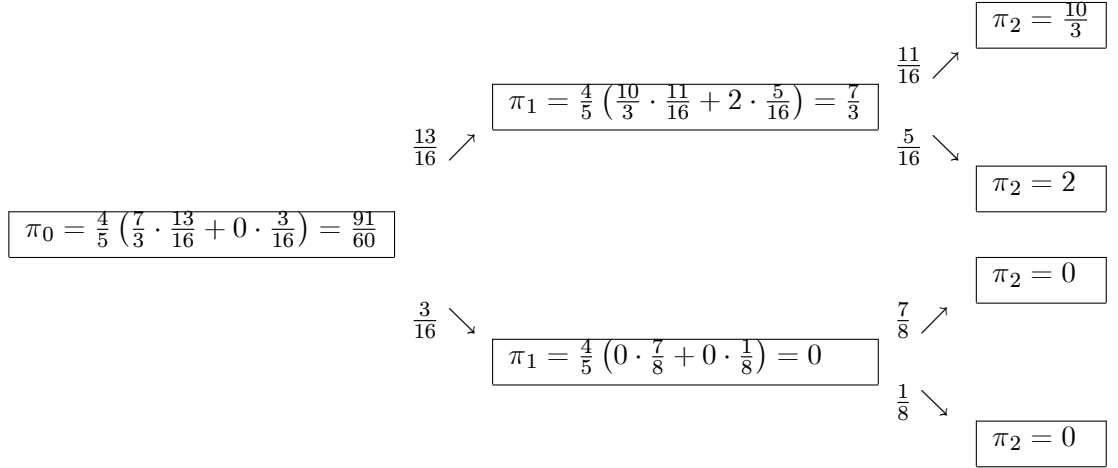 π₂ = 10/3
11/16 ↗
π₁ = 4/5 (10/3 · 11/16 + 2 · 5/16) = 7/3
13/16 ↗
5/16 ↘
π₂ = 2
π₀ = 4/5 (7/3 · 13/16 + 0 · 3/16) = 91/60
π₂ = 0
3/16 ↘
7/8 ↗
π₁ = 4/5 (0 · 7/8 + 0 · 1/8) = 0
1/8 ↘
π₂ = 0